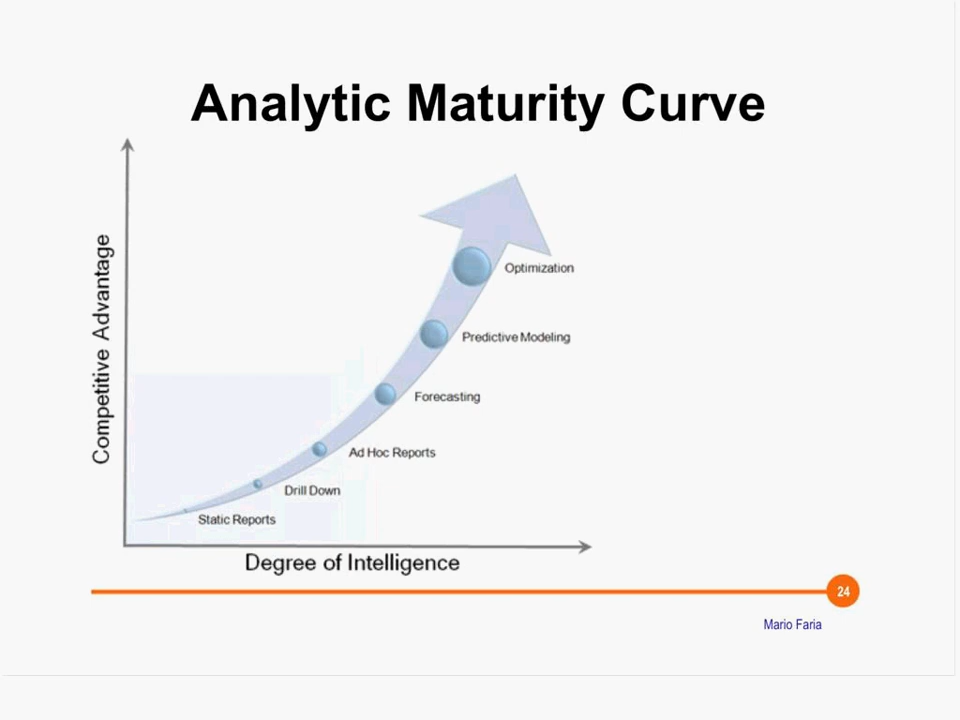 Analytic Maturity Curve
Competitive Advantage
Optimization
Predictive Modeling
Forecasting
Ad Hoc Reports
Drill Down
Static Reports
Degree of Intelligence
24
Mario Faria